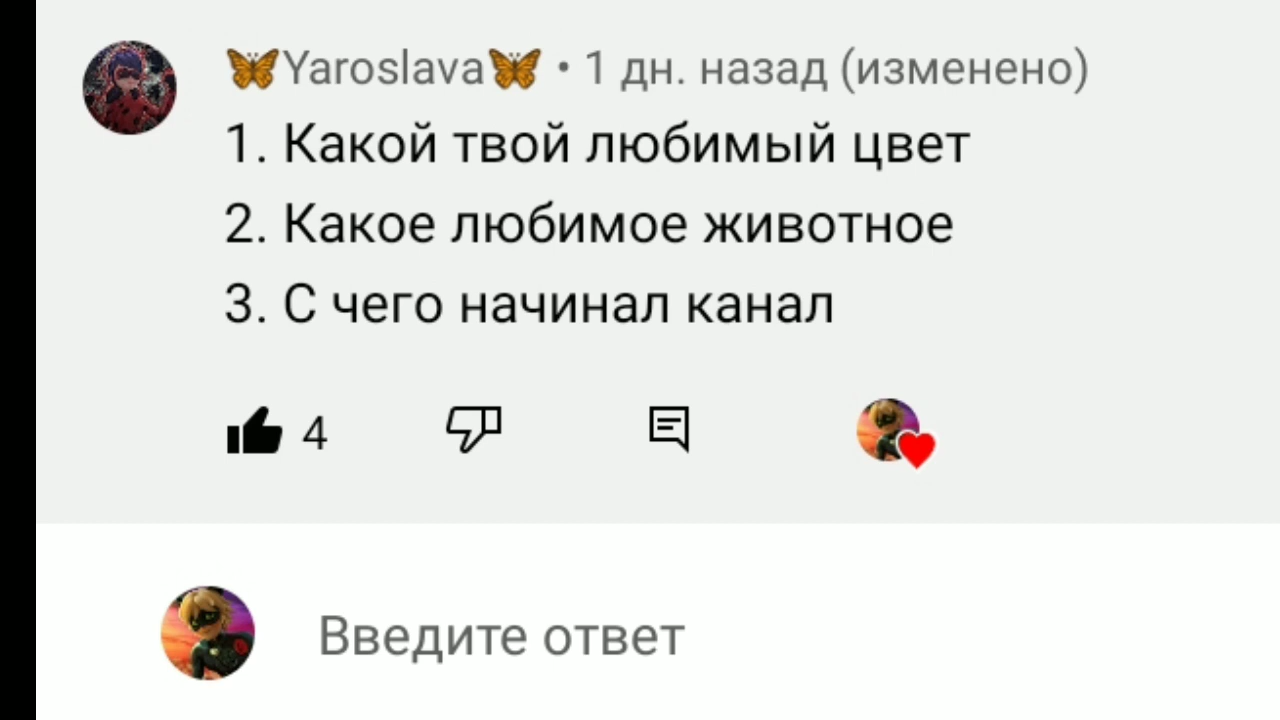 🦋Yaroslava🦋 • 1 дн. назад (изменено)
1. Какой твой любимый цвет
2. Какое любимое животное
3. С чего начинал канал
4
Введите ответ